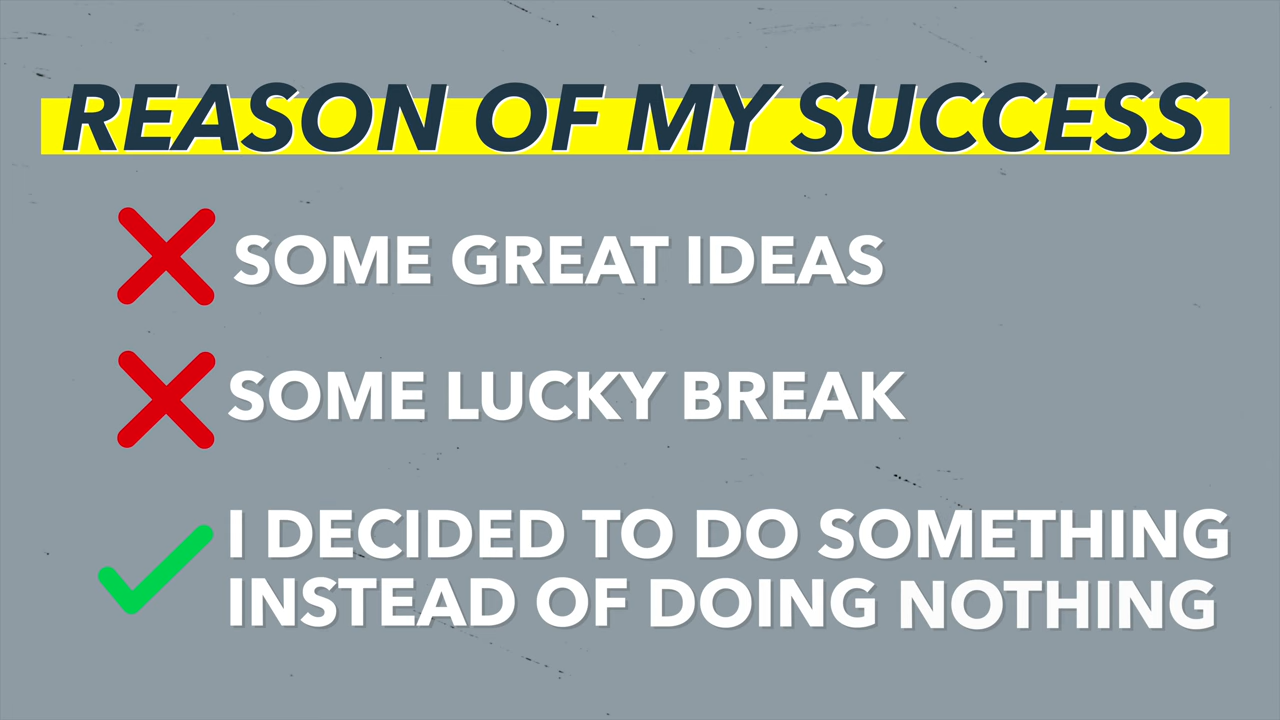 REASON OF MY SUCCESS
SOME GREAT IDEAS
SOME LUCKY BREAK
I DECIDED TO DO SOMETHING
INSTEAD OF DOING NOTHING